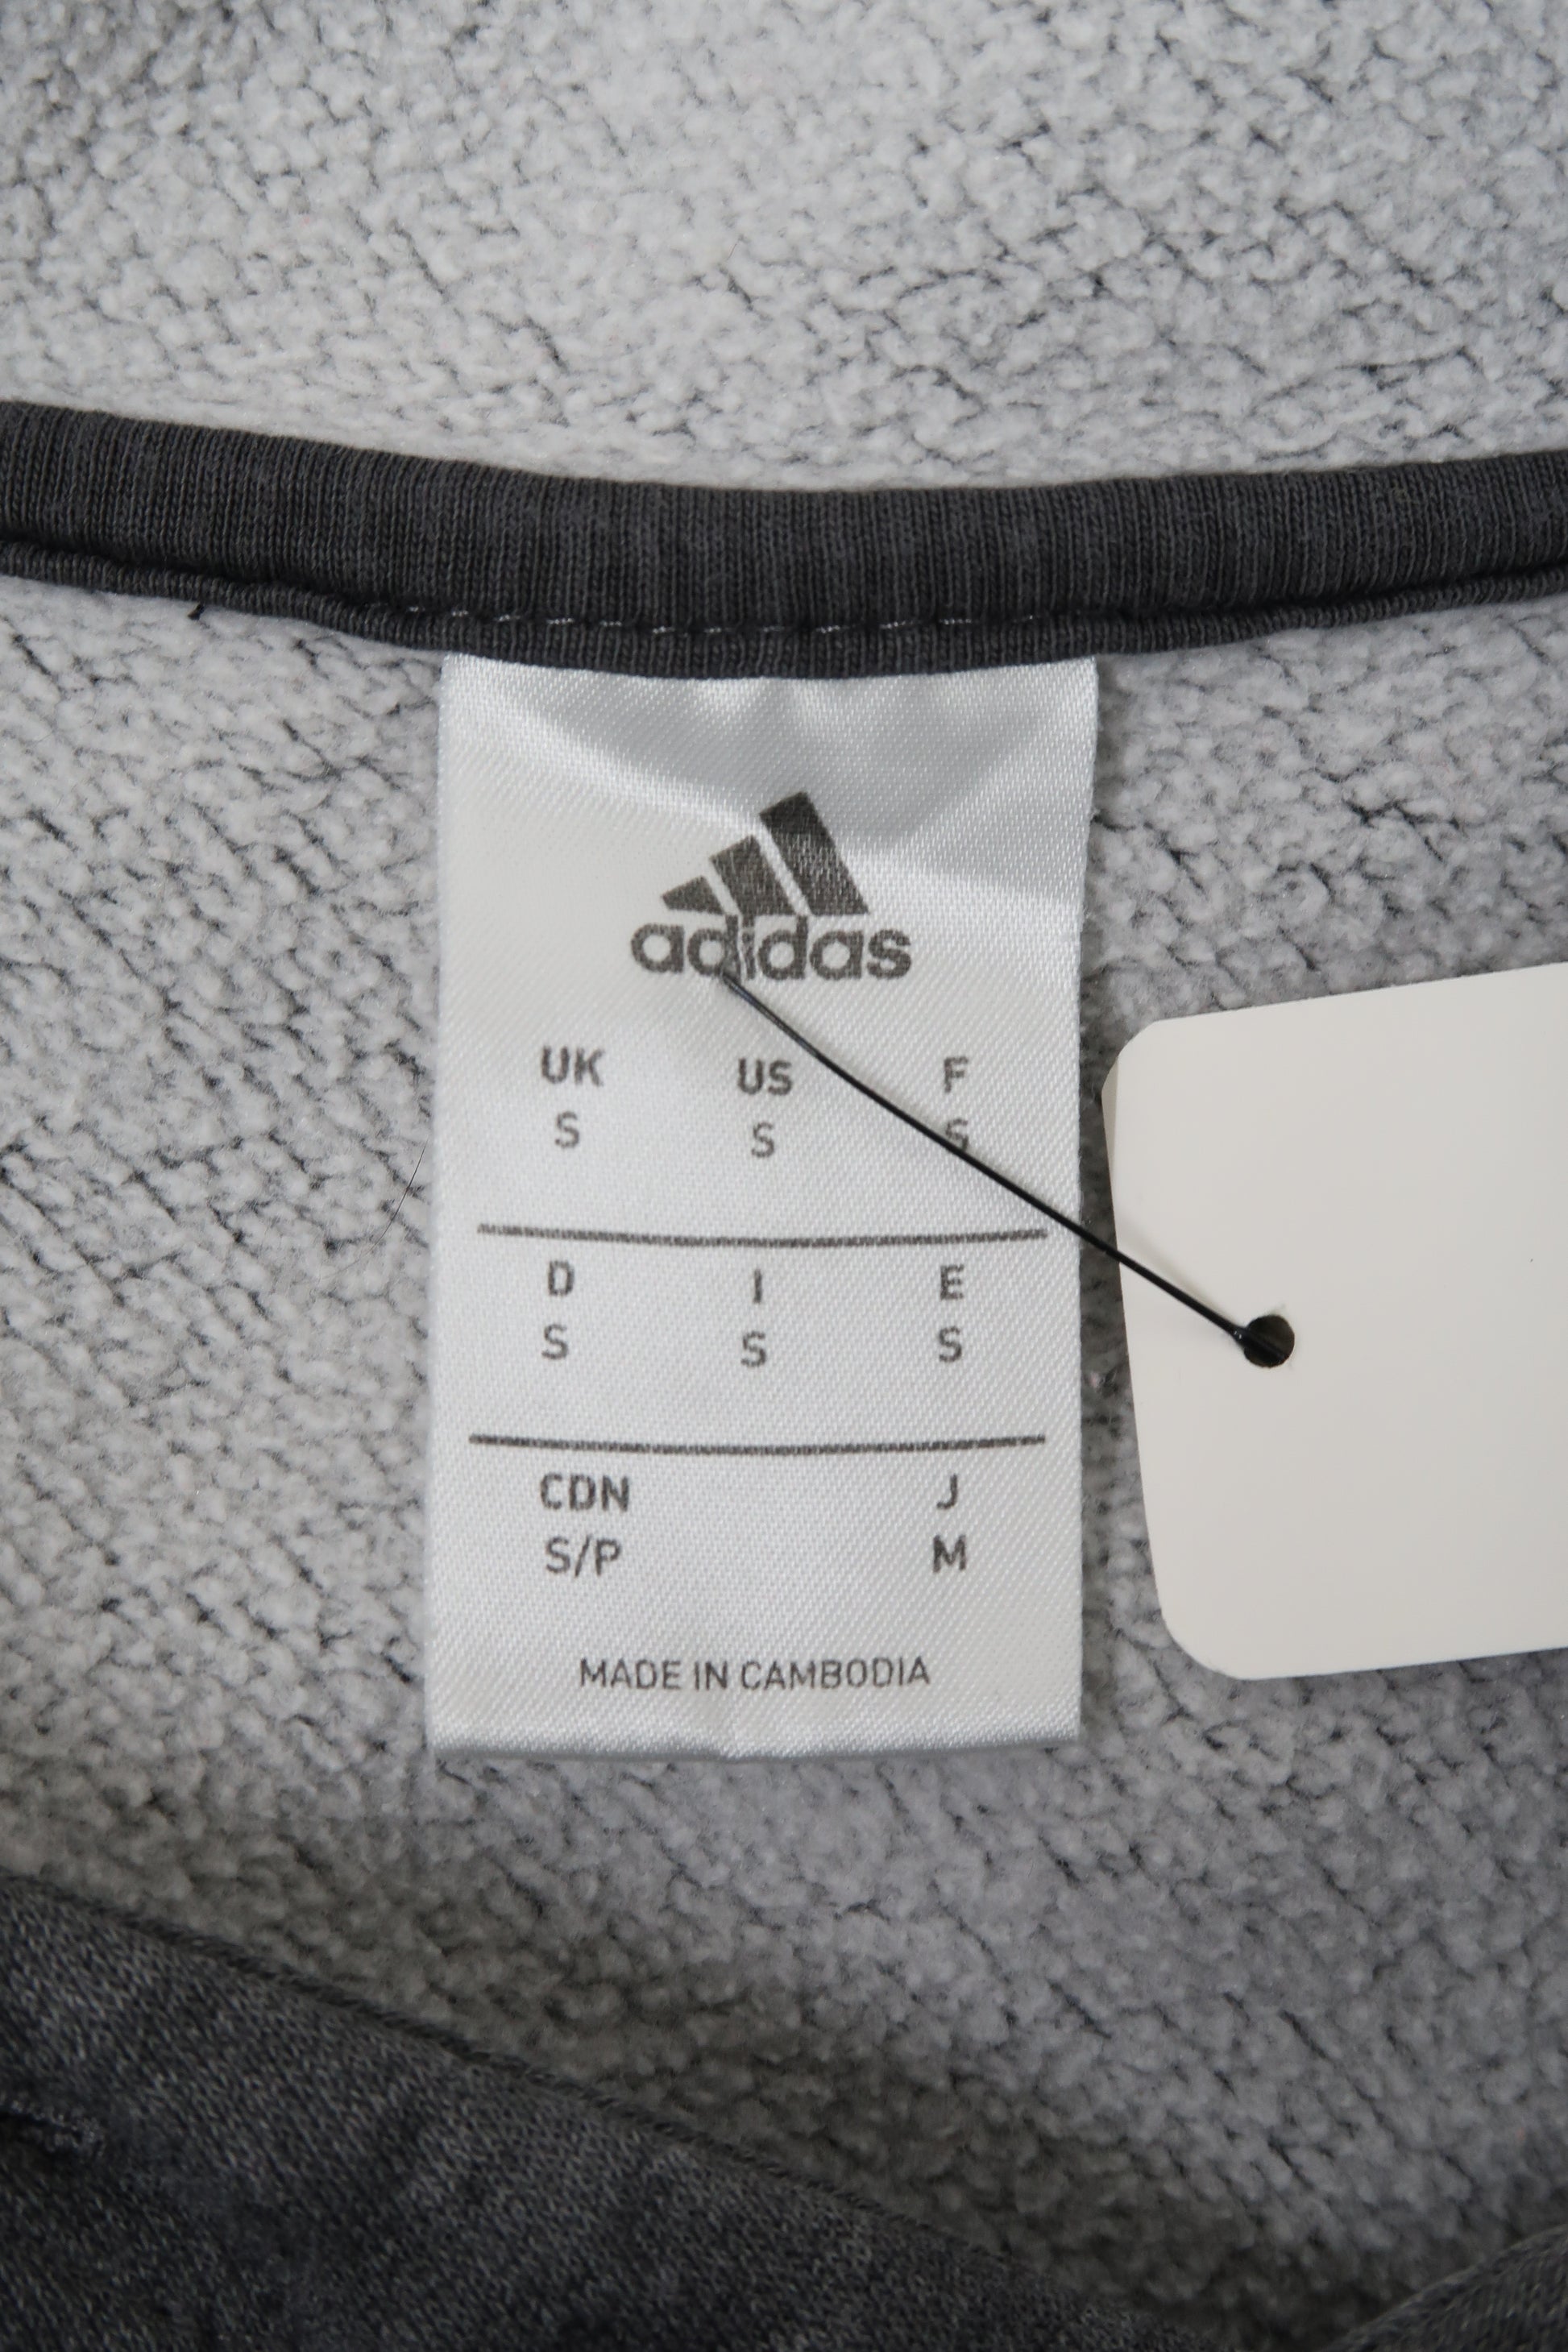 adidas
UK US F
S S S
D I E
S S S
CDN J
S/P M
MADE IN CAMBODIA